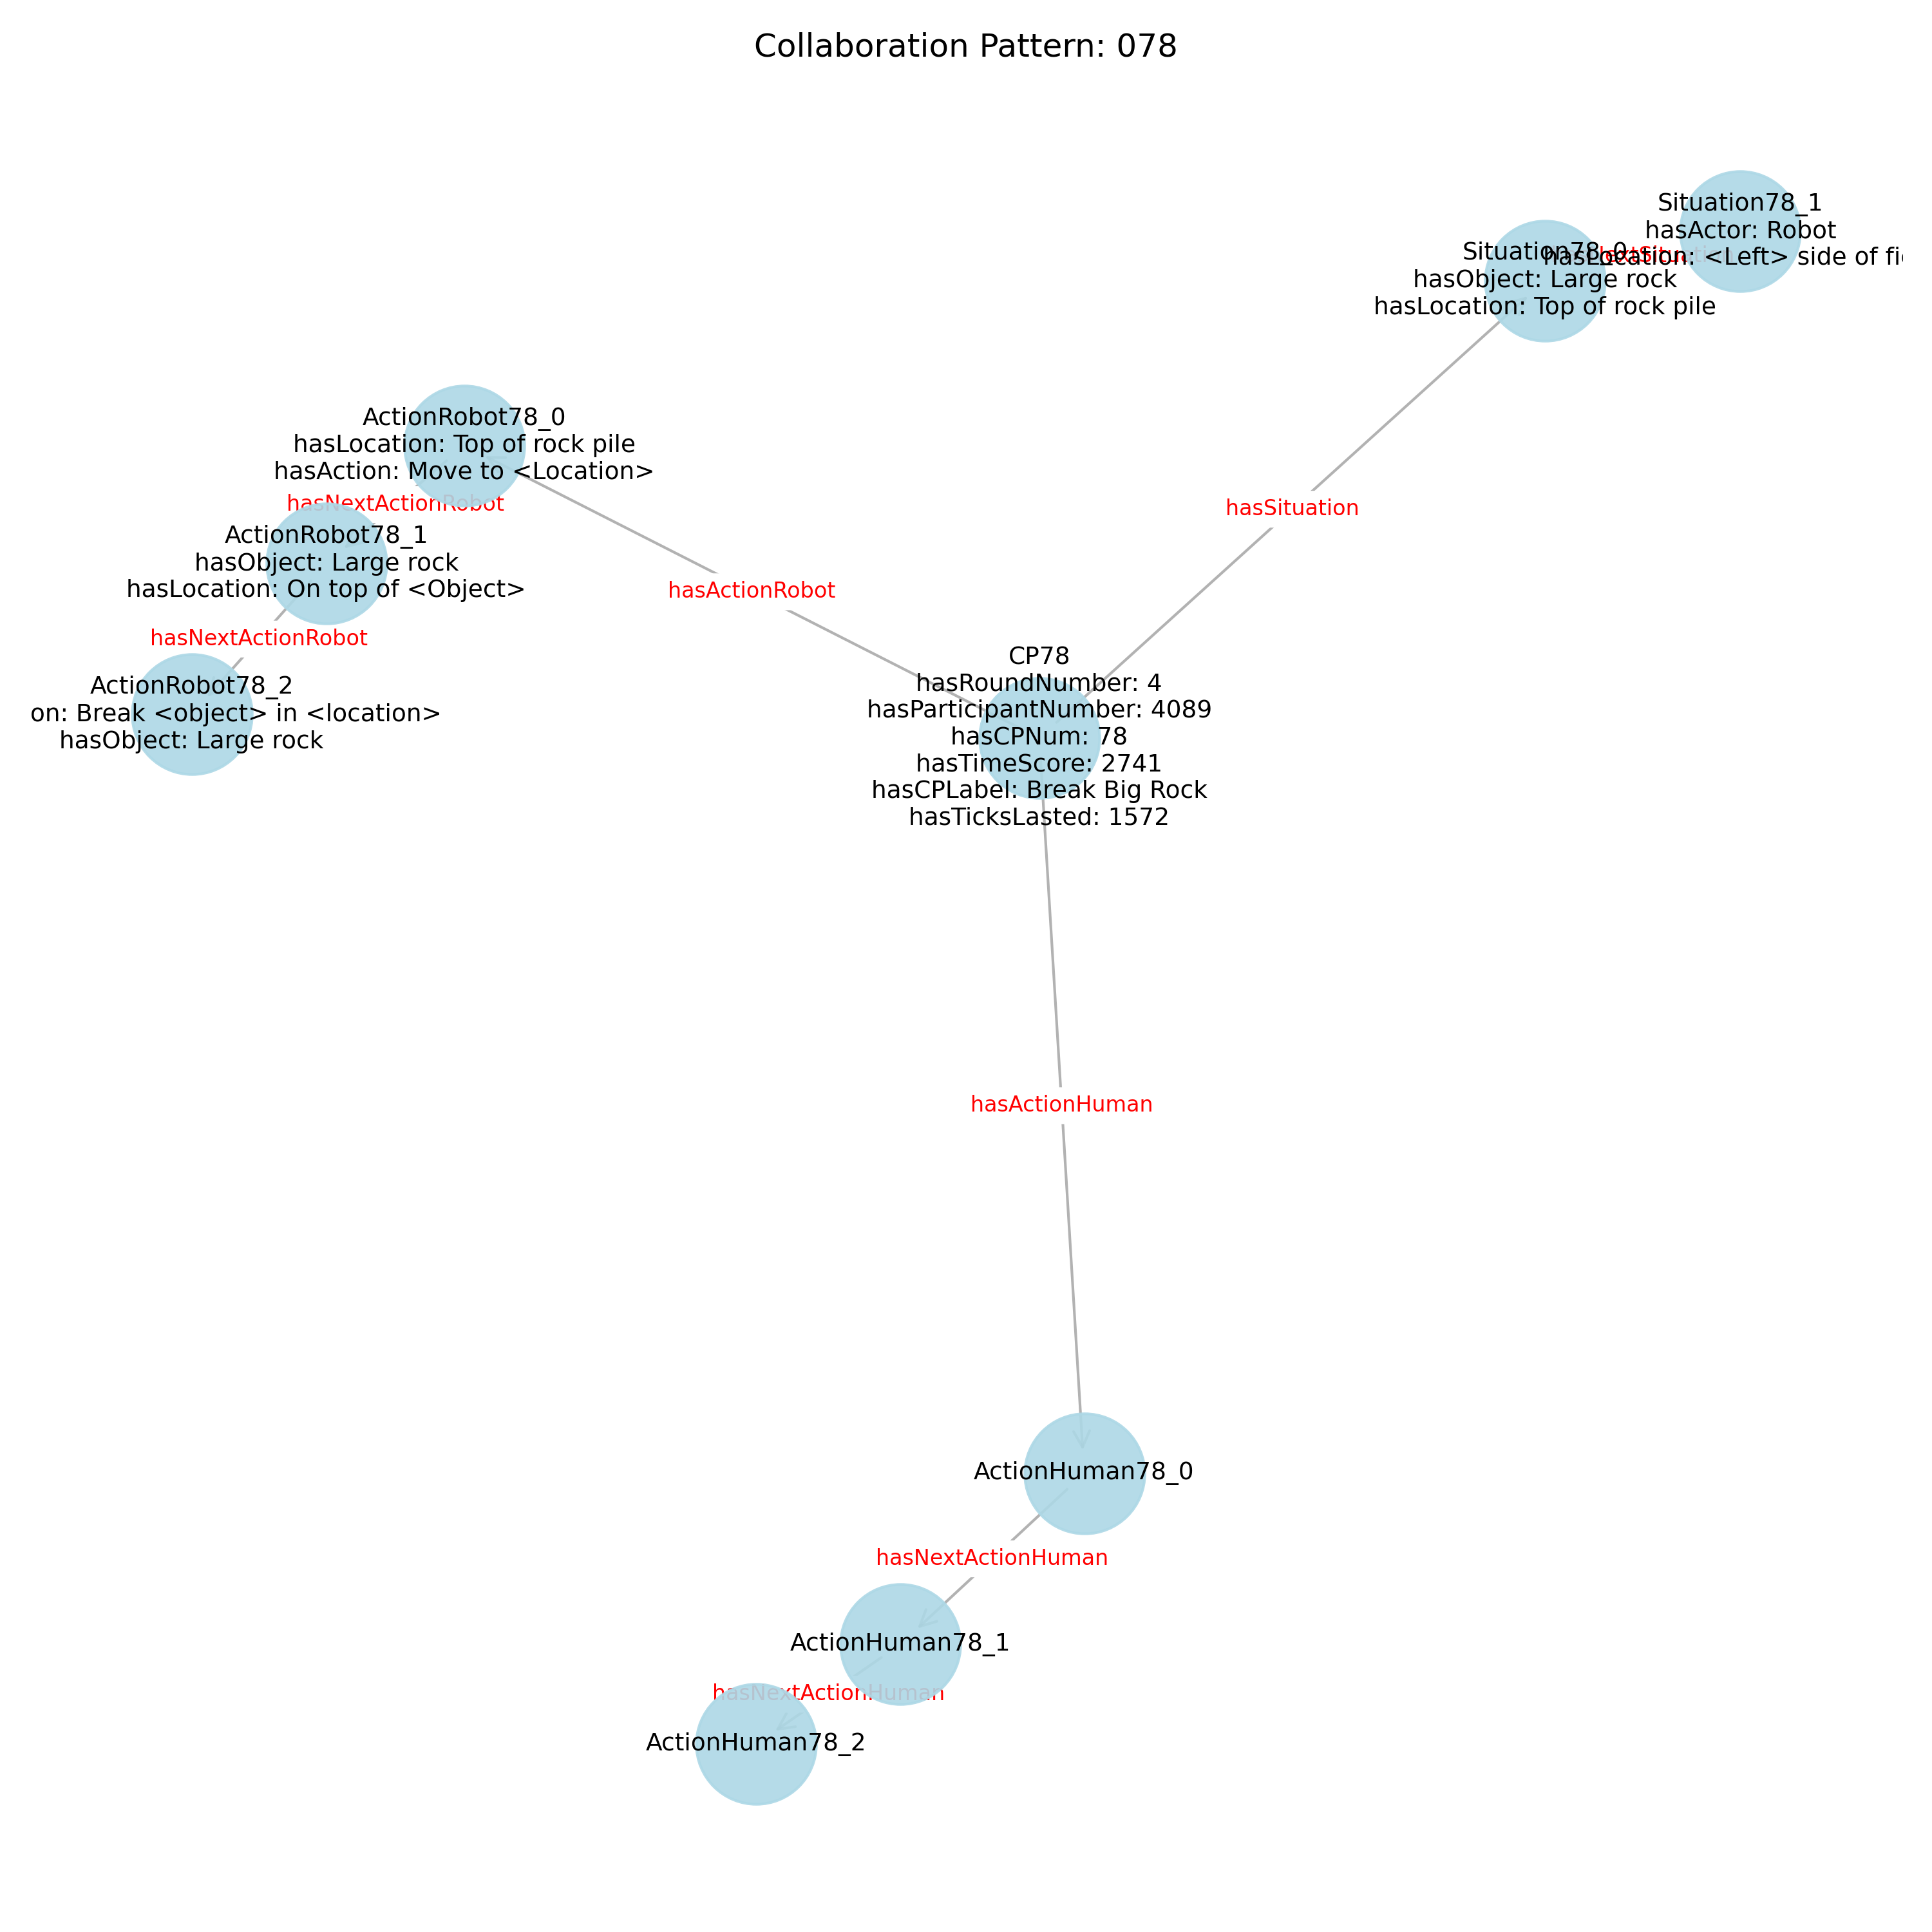 Collaboration Pattern: 078
Situation78_1
hasActor: Robot
hasLocation: <Left> side of
Situation78_0
hasObject: Large rock
hasLocation: Top of rock pile
ActionRobot78_0
hasLocation: Top of rock pile
hasAction: Move to <Location>
hasNextActionRobot
ActionRobot78_1
hasObject: Large rock
hasLocation: On top of <Object>
hasNextActionRobot
ActionRobot78_2
on: Break <object> in <location>
hasObject: Large rock
hasActionRobot
hasSituation
CP78
hasRoundNumber: 4
hasParticipantNumber: 4089
hasCPNum: 78
hasTimeScore: 2741
hasCPLabel: Break Big Rock
hasTicksLasted: 1572
hasActionHuman
ActionHuman78_0
hasNextActionHuman
ActionHuman78_1
hasNextActionHuman
ActionHuman78_2